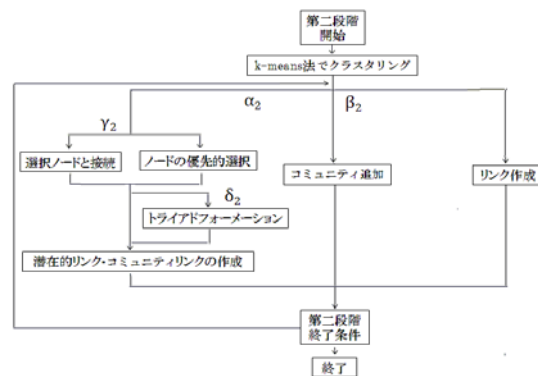 第二段階
開始
k-means法でクラスタリング
α₂
β₂
γ₂
選択ノードと接続
ノードの優先的選択
コミュニティ追加
リンク作成
δ₂
トライアドフォーメーション
潜在的リンク・コミュニティリンクの作成
第二段階
終了条件
終了